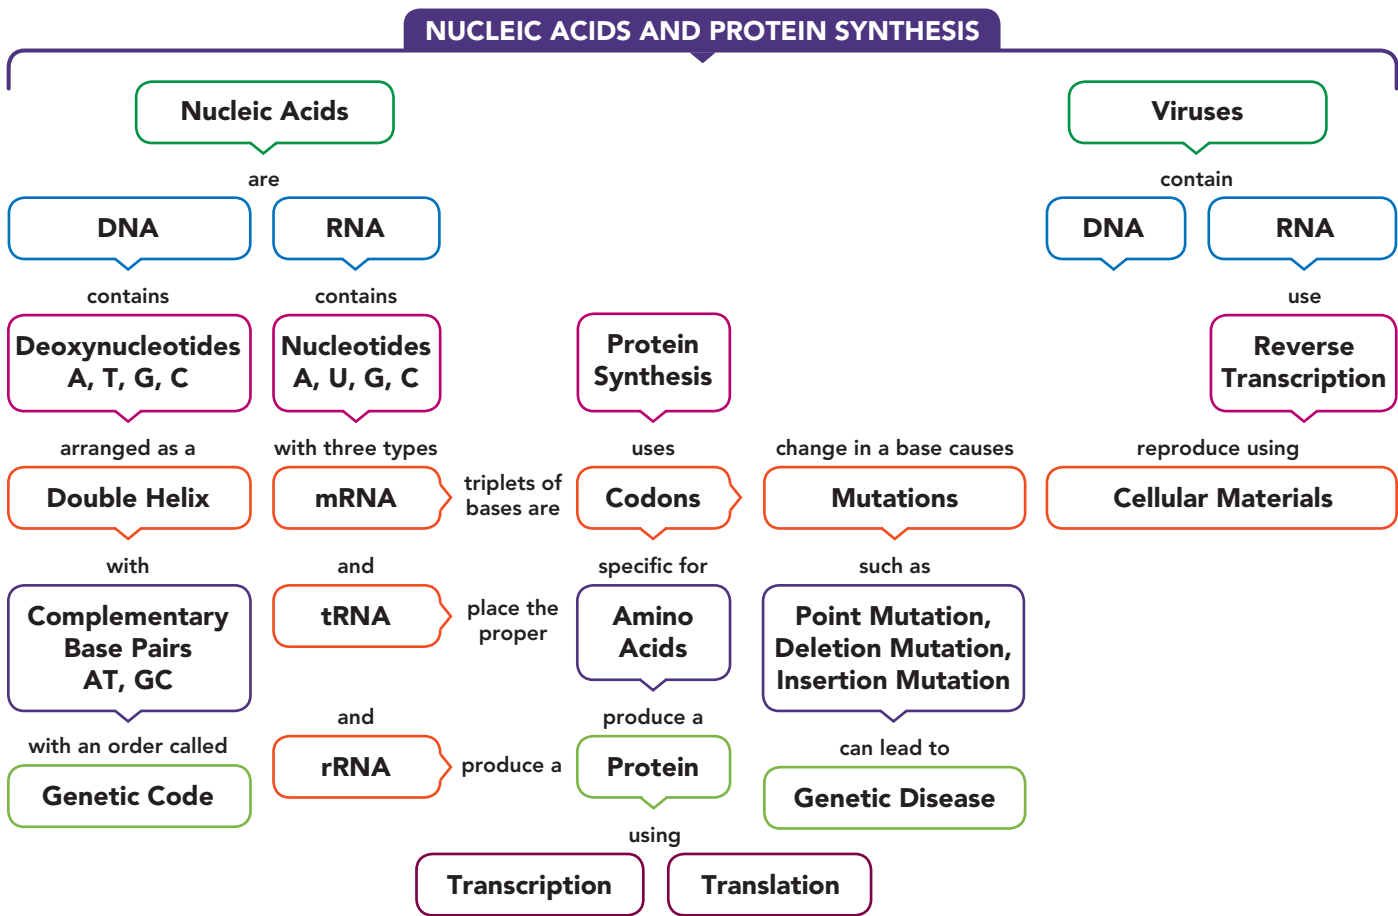 NUCLEIC ACIDS AND PROTEIN SYNTHESIS
Nucleic Acids
Viruses
are
contain
DNA
RNA
DNA
RNA
contains
contains
use
Deoxynucleotides
A, T, G, C
Nucleotides
A, U, G, C
Protein
Synthesis
Reverse
Transcription
arranged as a
with three types
uses
change in a base causes
reproduce using
Double Helix
mRNA
triplets of
bases are
Codons
Mutations
Cellular Materials
with
and
specific for
such as
Complementary
Base Pairs
AT, GC
tRNA
place the
proper
Amino
Acids
Point Mutation,
Deletion Mutation,
Insertion Mutation
with an order called
and
produce a
can lead to
Genetic Code
rRNA
produce a
Protein
Genetic Disease
using
Transcription
Translation